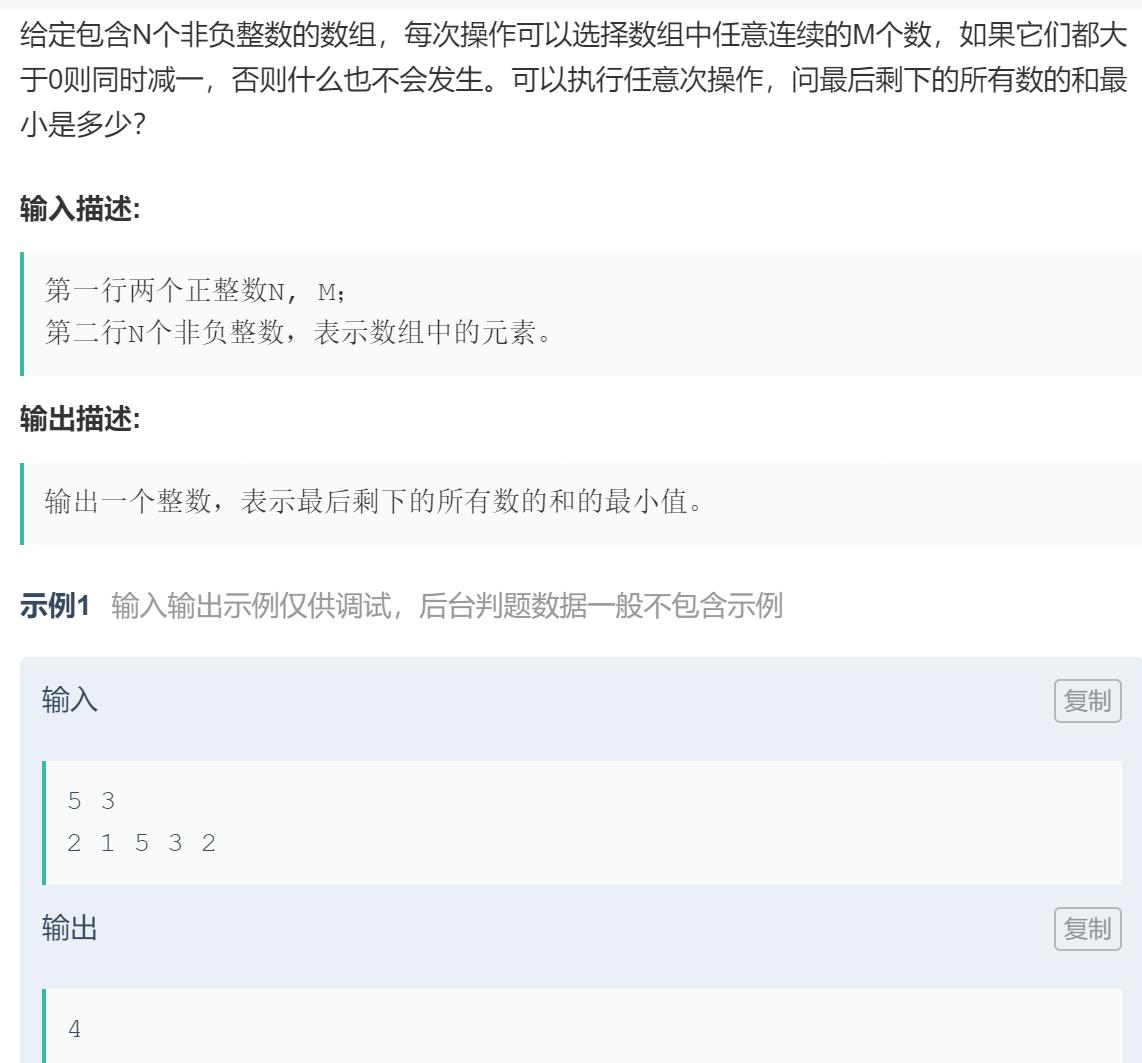 给定包含N个非负整数的数组，每次操作可以选择数组中任意连续的M个数，如果它们都大
于0则同时减一，否则什么也不会发生。可以执行任意次操作，问最后剩下的所有数的和最
小是多少？
输入描述:
第一行两个正整数N, M；
第二行N个非负整数，表示数组中的元素。
输出描述:
输出一个整数，表示最后剩下的所有数的和的最小值。
示例1 输入输出示例仅供调试，后台判题数据一般不包含示例
输入
复制
5 3
2 1 5 3 2
输出
复制
4